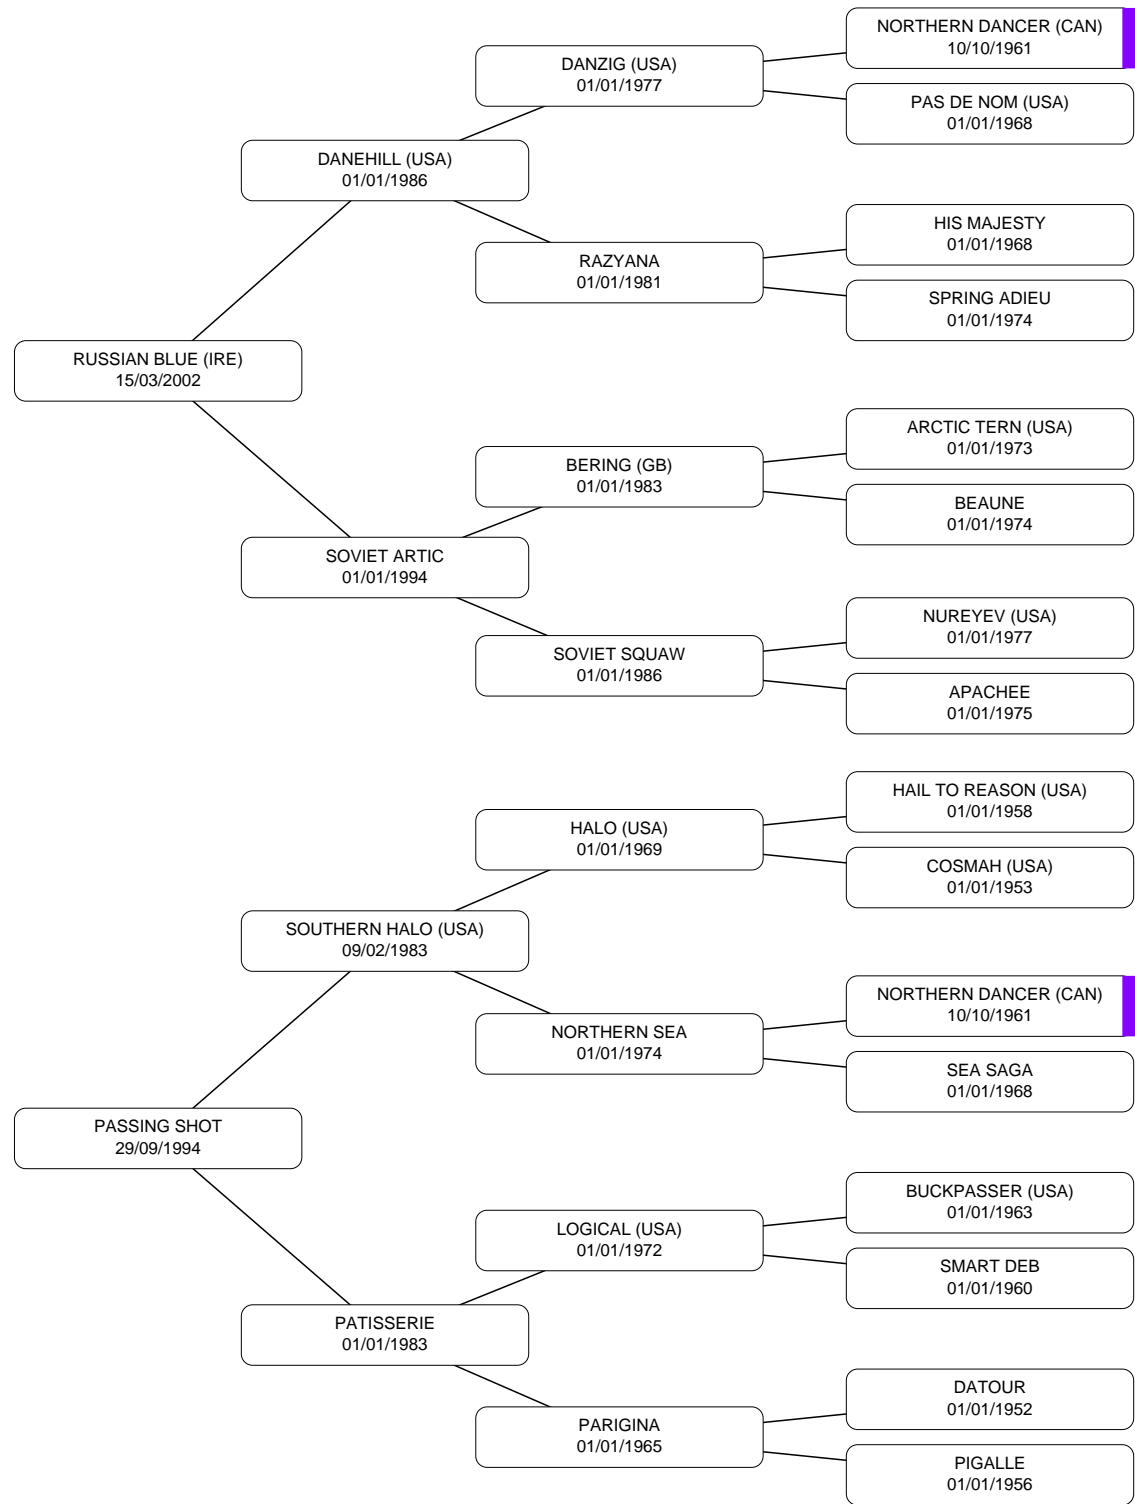 NORTHERN DANCER (CAN)
10/10/1961
DANZIG (USA)
01/01/1977
PAS DE NOM (USA)
01/01/1968
DANEHILL (USA)
01/01/1986
HIS MAJESTY
01/01/1968
RAZYANA
01/01/1981
SPRING ADIEU
01/01/1974
RUSSIAN BLUE (IRE)
15/03/2002
ARCTIC TERN (USA)
01/01/1973
BERING (GB)
01/01/1983
BEAUNE
01/01/1974
SOVIET ARTIC
01/01/1994
NUREYEV (USA)
01/01/1977
SOVIET SQUAW
01/01/1986
APACHEE
01/01/1975
HAIL TO REASON (USA)
01/01/1958
HALO (USA)
01/01/1969
COSMAH (USA)
01/01/1953
SOUTHERN HALO (USA)
09/02/1983
NORTHERN DANCER (CAN)
10/10/1961
NORTHERN SEA
01/01/1974
SEA SAGA
01/01/1968
PASSING SHOT
29/09/1994
BUCKPASSER (USA)
01/01/1963
LOGICAL (USA)
01/01/1972
SMART DEB
01/01/1960
PATISSERIE
01/01/1983
DATOUR
01/01/1952
PARIGINA
01/01/1965
PIGALLE
01/01/1956